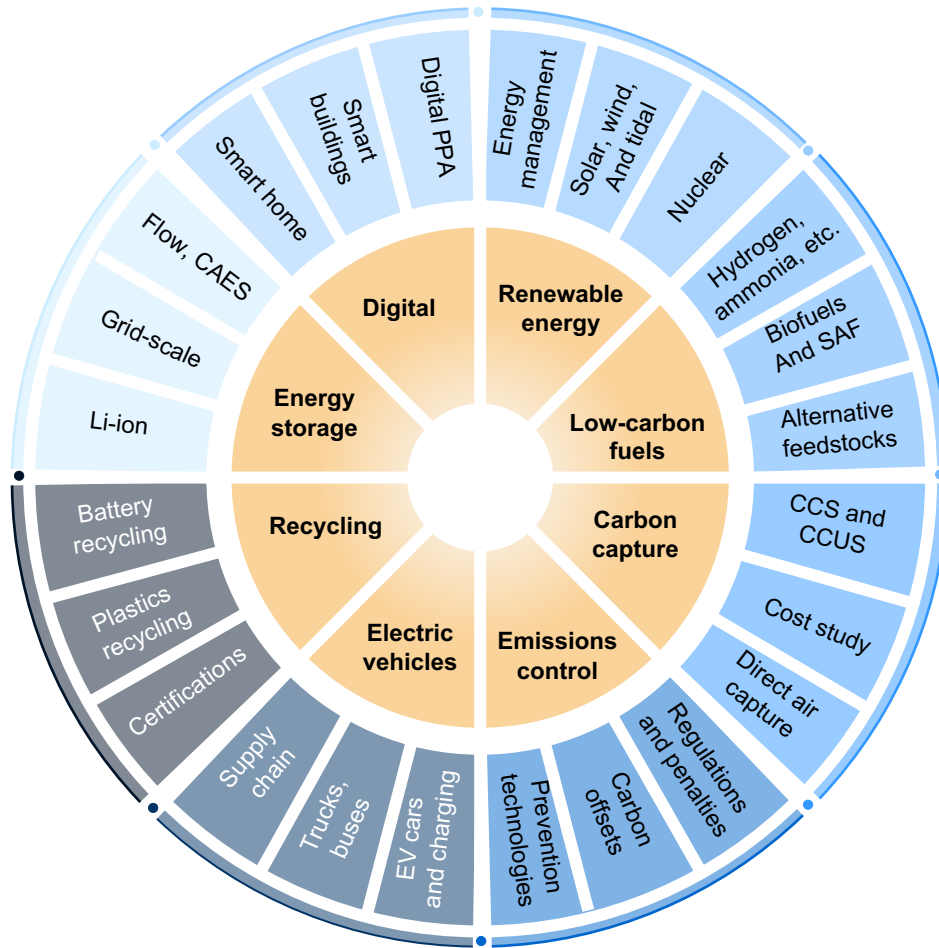 Digital
Renewable
energy
Low-carbon
fuels
Carbon
capture
Emissions
control
Electric
vehicles
Recycling
Energy
storage
Energy
management
Solar, wind,
And tidal
Nuclear
Hydrogen,
ammonia, etc.
Biofuels
And SAF
Alternative
feedstocks
CCS and
CCUS
Cost study
Direct air
capture
Regulations
and penalties
Carbon
offsets
Prevention
technologies
EV cars
and charging
Trucks,
buses
Supply
chain
Certifications
Plastics
recycling
Battery
recycling
Li-ion
Grid-scale
Flow, CAES
Smart home
Smart
buildings
Digital PPA